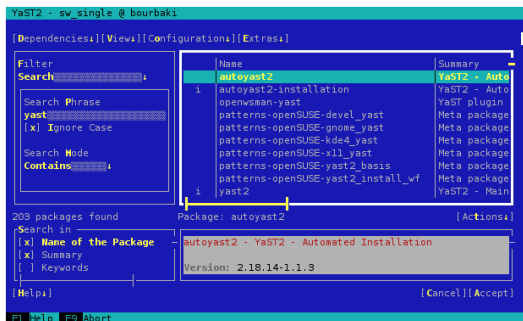 YaST2 - sw_single @ bourbaki
[Dependencies↓][View↓][Configuration↓][Extras↓]
Filter
Search↓
Search Phrase
yast
[x] Ignore Case
Search Mode
Contains↓
Name Summary
autoyast2 YaST2 - Auto
i autoyast2-installation YaST2 - Auto
openwsman-yast YaST plugin
patterns-openSUSE-devel_yast Meta package
patterns-openSUSE-gnome_yast Meta package
patterns-openSUSE-kde4_yast Meta package
patterns-openSUSE-x11_yast Meta package
patterns-openSUSE-yast2_basis Meta package
patterns-openSUSE-yast2_install_wf Meta package
i yast2 YaST2 - Main
203 packages found Package: autoyast2 [Actions↓]
Search in
[x] Name of the Package
[x] Summary
[ ] Keywords
autoyast2 - YaST2 - Automated Installation
Version: 2.18.14-1.1.3
[Help↓] [Cancel][Accept]
F1 Help F9 Abort